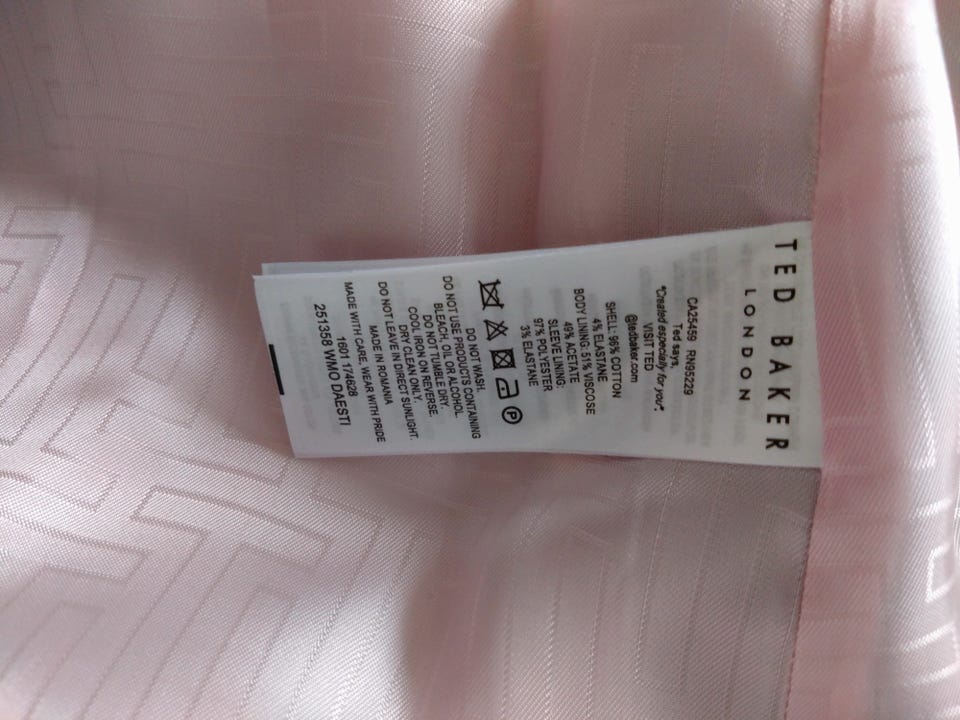 TED BAKER
LONDON
CA25459 RN95229
Ted says,
"Created especially for you",
VISIT TED
@tedbaker.com
SHELL: 96% COTTON
4% ELASTANE
BODY LINING: 51% VISCOSE
49% ACETATE
SLEEVE LINING:
97% POLYESTER
3% ELASTANE
P
DO NOT WASH.
DO NOT USE PRODUCTS CONTAINING
BLEACH, OIL OR ALCOHOL.
DO NOT TUMBLE DRY.
COOL IRON ON REVERSE.
DRY CLEAN ONLY.
DO NOT LEAVE IN DIRECT SUNLIGHT.
MADE IN ROMANIA
MADE WITH CARE, WEAR WITH PRIDE
1601 174628
251358 WMO DAESTI